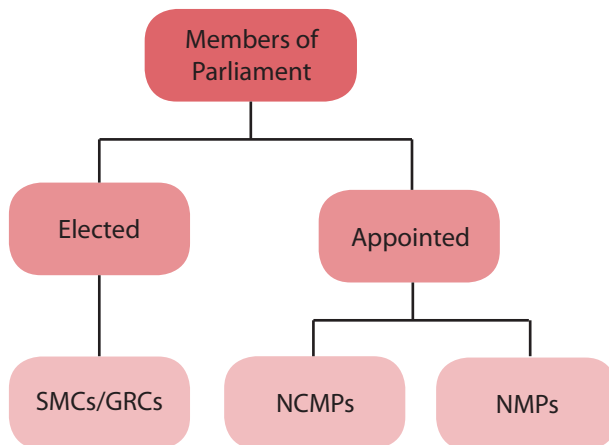 Members of
Parliament
Elected
Appointed
SMCs/GRCs
NCMPs
NMPs